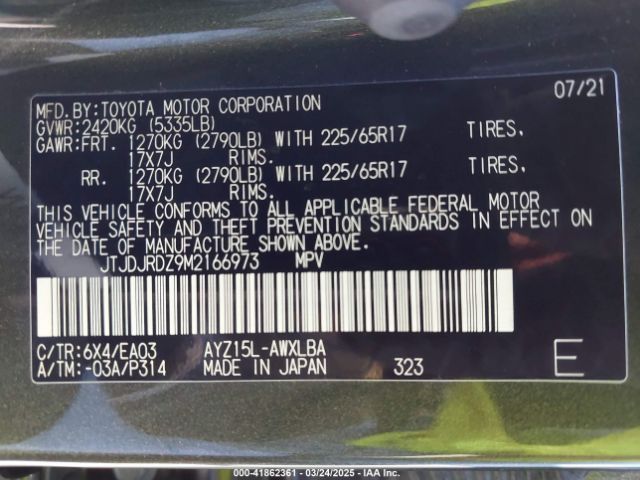 MFD.BY:TOYOTA MOTOR CORPORATION 07/21
GVWR:2420KG (5335LB)
GAWR:FRT. 1270KG (2790LB) WITH 225/65R17 TIRES,
17X7J RIMS.
RR. 1270KG (2790LB) WITH 225/65R17 TIRES,
17X7J RIMS.
THIS VEHICLE CONFORMS TO ALL APPLICABLE FEDERAL MOTOR
VEHICLE SAFETY AND THEFT PREVENTION STANDARDS IN EFFECT ON
THE DATE OF MANUFACTURE SHOWN ABOVE.
JTJDJRDZ9M2166973 MPV
C/TR:6X4/EA03 AYZ15L-AWXLBA
A/TM:-03A/P314 MADE IN JAPAN 323 E
000-41862361 - 03/24/2025 - IAA Inc.